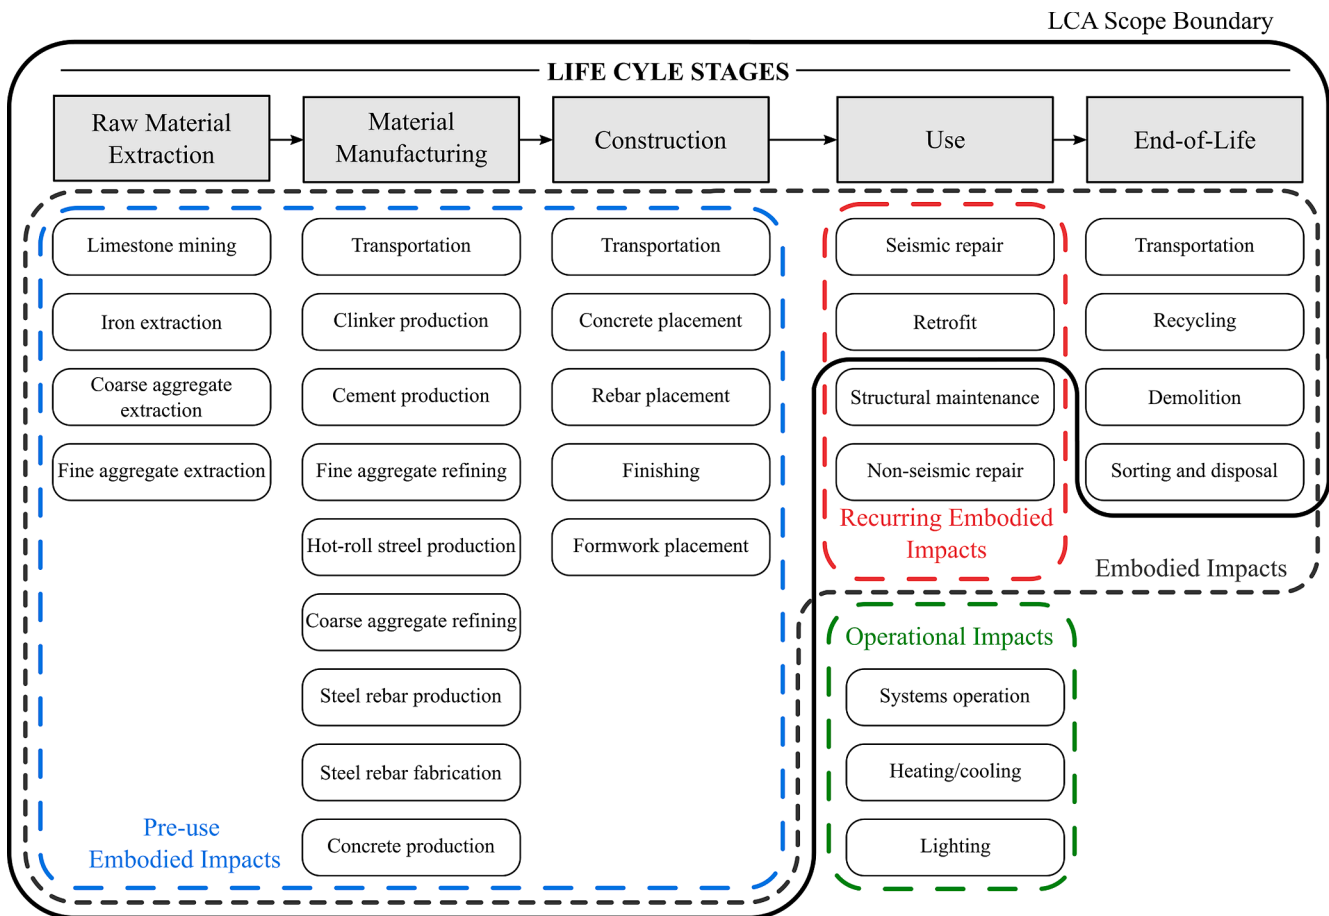 LCA Scope Boundary
LIFE CYLE STAGES
Raw Material
Extraction
Material
Manufacturing
Construction
Use
End-of-Life
Limestone mining
Iron extraction
Coarse aggregate
extraction
Fine aggregate extraction
Pre-use
Embodied Impacts
Transportation
Clinker production
Cement production
Fine aggregate refining
Hot-roll streel production
Coarse aggregate refining
Steel rebar production
Steel rebar fabrication
Concrete production
Transportation
Concrete placement
Rebar placement
Finishing
Formwork placement
Seismic repair
Retrofit
Structural maintenance
Non-seismic repair
Recurring Embodied
Impacts
Operational Impacts
Systems operation
Heating/cooling
Lighting
Transportation
Recycling
Demolition
Sorting and disposal
Embodied Impacts